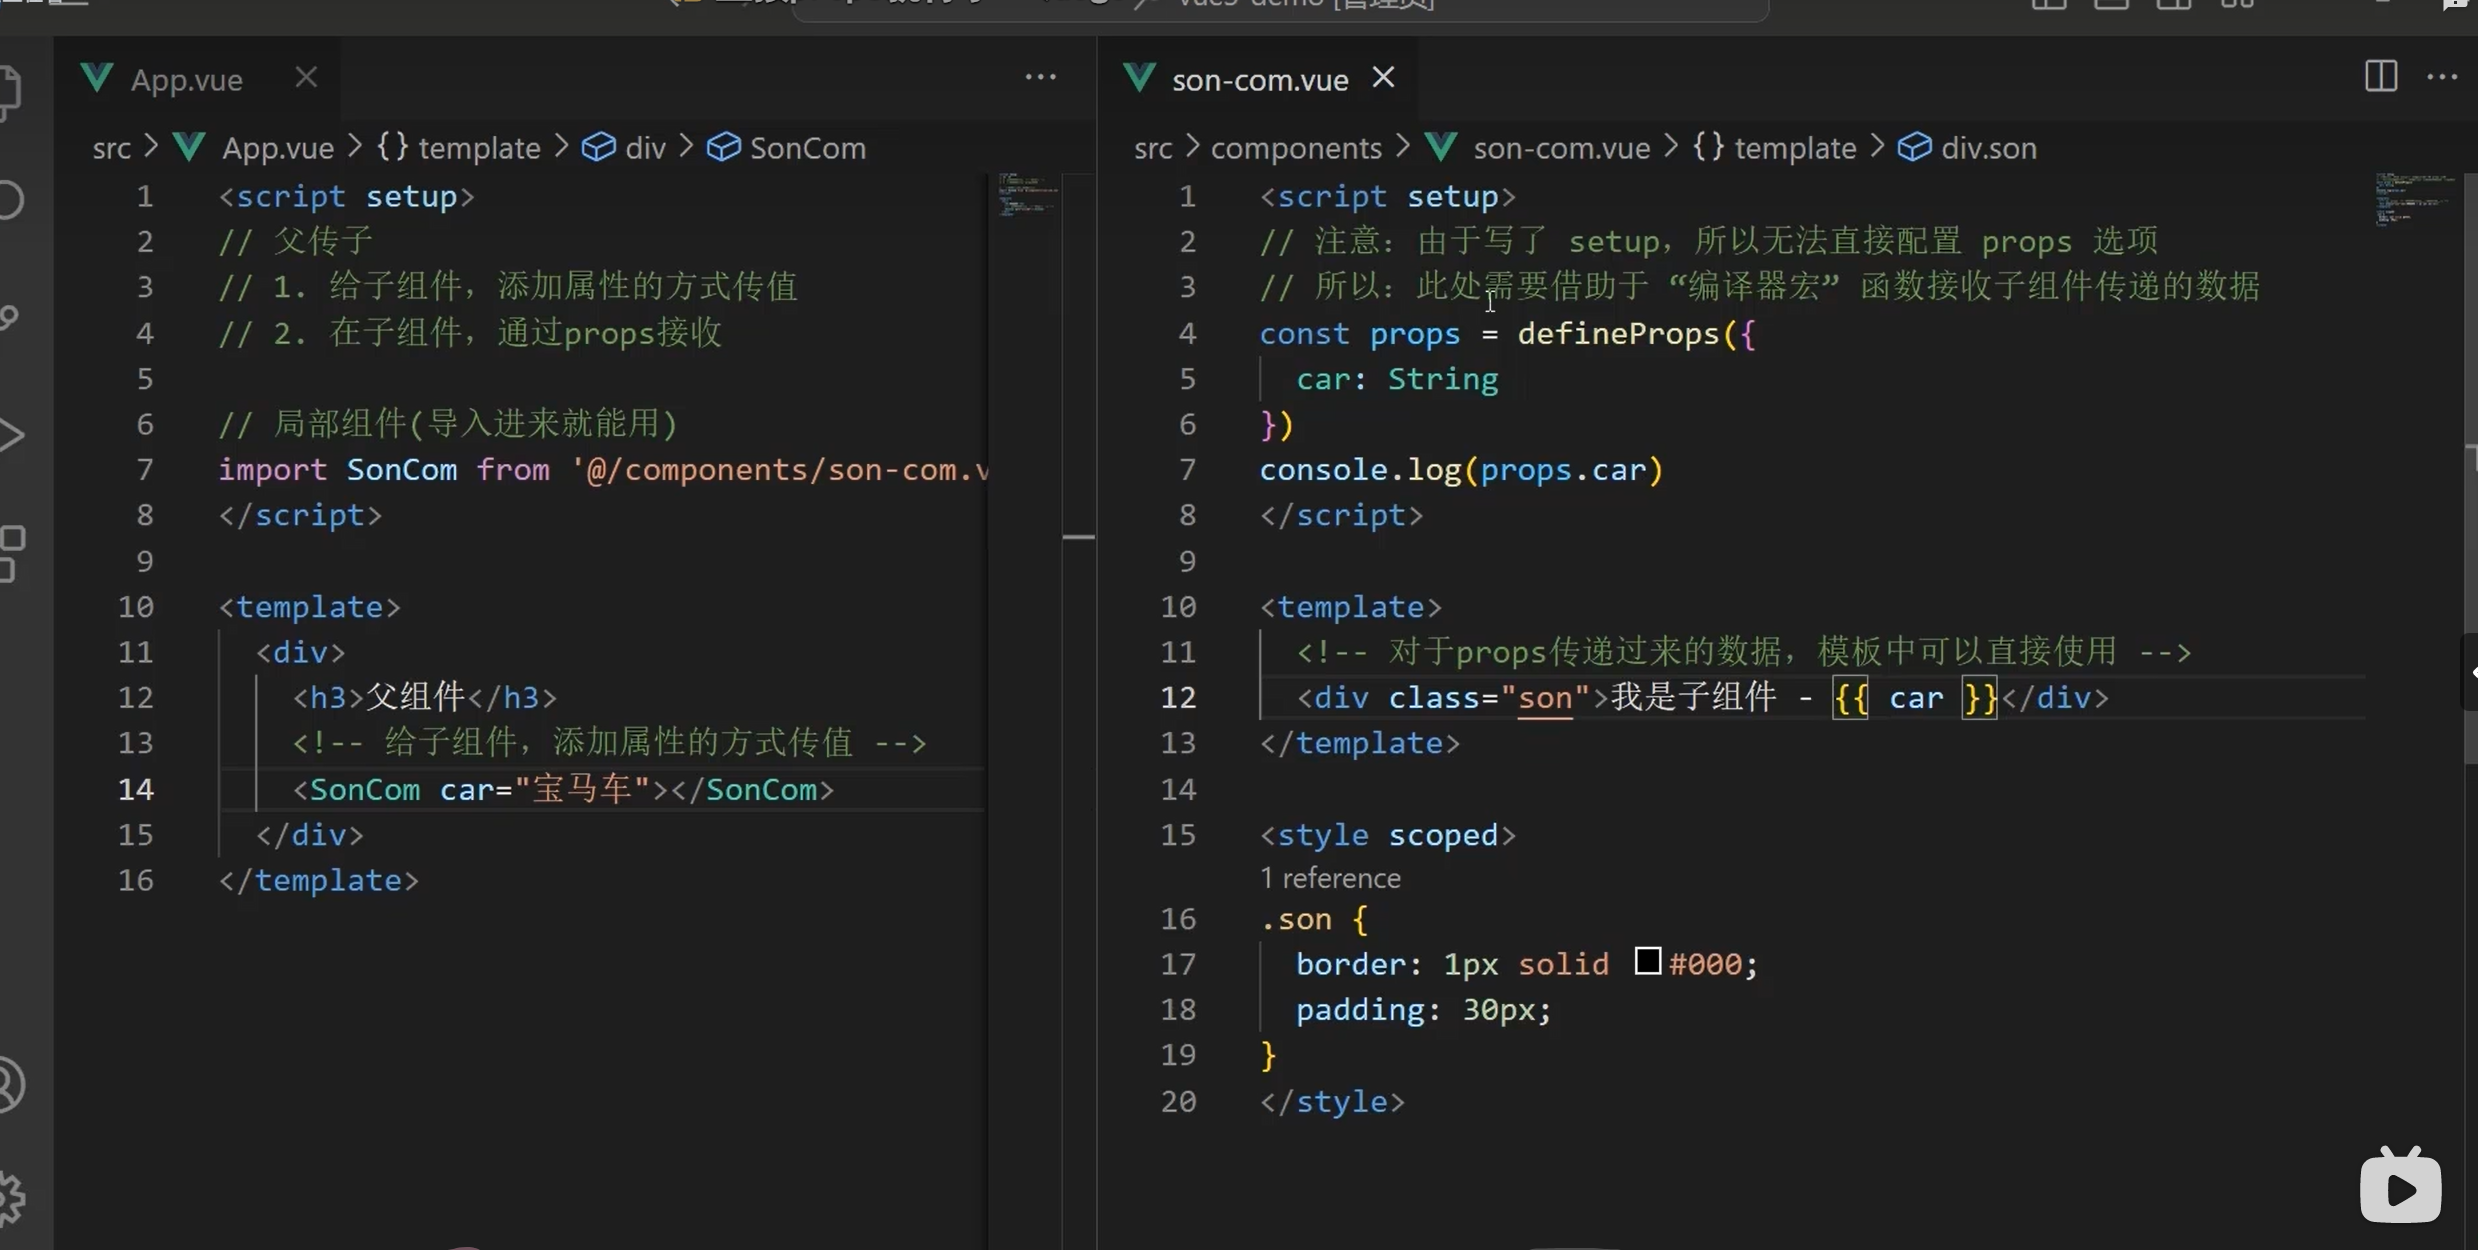 vue3-demo [管理员]
App.vue
src > App.vue > {} template > div > SonCom
1 <script setup>
2 // 父传子
3 // 1. 给子组件，添加属性的方式传值
4 // 2. 在子组件，通过props接收
5
6 // 局部组件(导入进来就能用)
7 import SonCom from '@/components/son-com.v
8 </script>
9
10 <template>
11 <div>
12 <h3>父组件</h3>
13 <!-- 给子组件，添加属性的方式传值 -->
14 <SonCom car="宝马车"></SonCom>
15 </div>
16 </template>
son-com.vue
src > components > son-com.vue > {} template > div.son
1 <script setup>
2 // 注意：由于写了 setup，所以无法直接配置 props 选项
3 // 所以：此处需要借助于 “编译器宏” 函数接收子组件传递的数据
4 const props = defineProps({
5 car: String
6 })
7 console.log(props.car)
8 </script>
9
10 <template>
11 <!-- 对于props传递过来的数据，模板中可以直接使用 -->
12 <div class="son">我是子组件 - {{ car }}</div>
13 </template>
14
15 <style scoped>
1 reference
16 .son {
17 border: 1px solid #000;
18 padding: 30px;
19 }
20 </style>